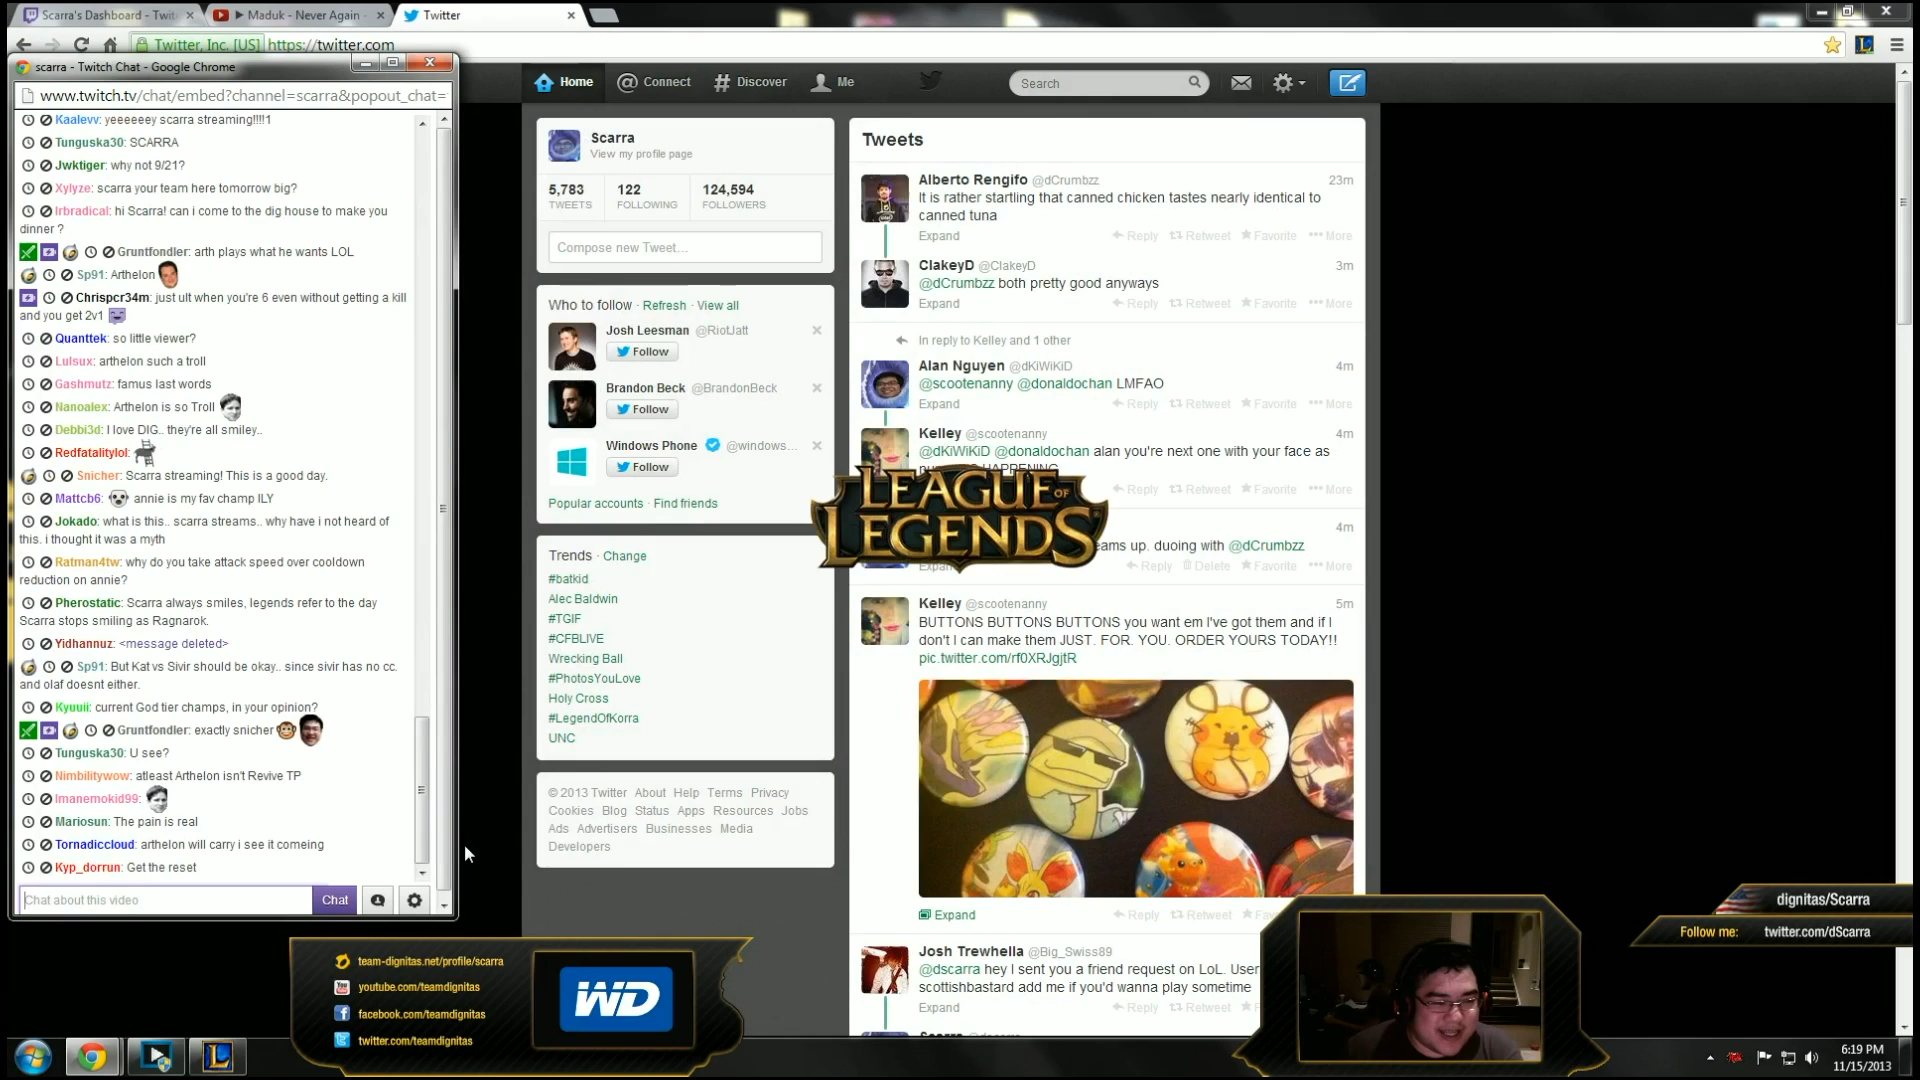 Scarra's Dashboard - Twit
Maduk - Never Again -
Twitter
Twitter, Inc. [US] https://twitter.com
scarra - Twitch Chat - Google Chrome
www.twitch.tv/chat/embed?channel=scarra&popout_chat=
Kaalevv: yeeeeeey scarra streaming!!!!1
Tunguska30: SCARRA
Jwktiger: why not 9/21?
Xylyze: scarra your team here tomorrow big?
Irbradical: hi Scarra! can i come to the dig house to make you
dinner ?
Gruntfondler: arth plays what he wants LOL
Sp91: Arthelon
Chrispcr34m: just ult when you're 6 even without getting a kill
and you get 2v1
Quanttek: so little viewer?
Lulsux: arthelon such a troll
Gashmutz: famus last words
Nanoalex: Arthelon is so Troll
Debbi3d: I love DIG.. they're all smiley..
Redfatalitylol:
Snicher: Scarra streaming! This is a good day.
Mattcb6: annie is my fav champ ILY
Jokado: what is this.. scarra streams.. why have i not heard of
this. i thought it was a myth
Ratman4tw: why do you take attack speed over cooldown
reduction on annie?
Pherostatic: Scarra always smiles, legends refer to the day
Scarra stops smiling as Ragnarok.
Yidhannuz: <message deleted>
Sp91: But Kat vs Sivir should be okay.. since sivir has no cc.
and olaf doesnt either.
Kyuuii: current God tier champs, in your opinion?
Gruntfondler: exactly snicher
Tunguska30: U see?
Nimbilitywow: atleast Arthelon isn't Revive TP
Imanemokid99:
Mariosun: The pain is real
Tornadiccloud: arthelon will carry i see it comeing
Kyp_dorrun: Get the reset
Chat about this video
Chat
Home
Connect
Discover
Me
Search
Scarra
View my profile page
5,783 122 124,594
TWEETS FOLLOWING FOLLOWERS
Compose new Tweet...
Who to follow · Refresh · View all
Josh Leesman @RiotJatt
Follow
Brandon Beck @BrandonBeck
Follow
Windows Phone @windows...
Follow
Popular accounts · Find friends
Trends · Change
#batkid
Alec Baldwin
#TGIF
#CFBLIVE
Wrecking Ball
#PhotosYouLove
Holy Cross
#LegendOfKorra
UNC
© 2013 Twitter About Help Terms Privacy
Cookies Blog Status Apps Resources Jobs
Ads Advertisers Businesses Media
Developers
Tweets
Alberto Rengifo @dCrumbzz 23m
It is rather startling that canned chicken tastes nearly identical to
canned tuna
Expand Reply Retweet Favorite More
ClakeyD @ClakeyD 3m
@dCrumbzz both pretty good anyways
Expand Reply Retweet Favorite More
In reply to Kelley and 1 other
Alan Nguyen @dKiWiKiD 4m
@scootenanny @donaldochan LMFAO
Expand Reply Retweet Favorite More
Kelley @scootenanny 4m
@dKiWiKiD @donaldochan alan you're next one with your face as
HAPPENING
Reply Retweet Favorite More
LEAGUE OF LEGENDS
4m
eams up. duoing with @dCrumbzz
Expan Reply Delete Favorite More
Kelley @scootenanny 5m
BUTTONS BUTTONS BUTTONS you want em I've got them and if I
don't I can make them JUST. FOR. YOU. ORDER YOURS TODAY!!
pic.twitter.com/rf0XRJgjtR
Expand Reply Retweet Fav
Josh Trewhella @Big_Swiss89
@dscarra hey I sent you a friend request on LoL. User
scottishbastard add me if you'd wanna play sometime
Expand Reply Retweet
team-dignitas.net/profile/scarra
youtube.com/teamdignitas
facebook.com/teamdignitas
twitter.com/teamdignitas
WD
dignitas/Scarra
Follow me: twitter.com/dScarra
6:19 PM
11/15/2013